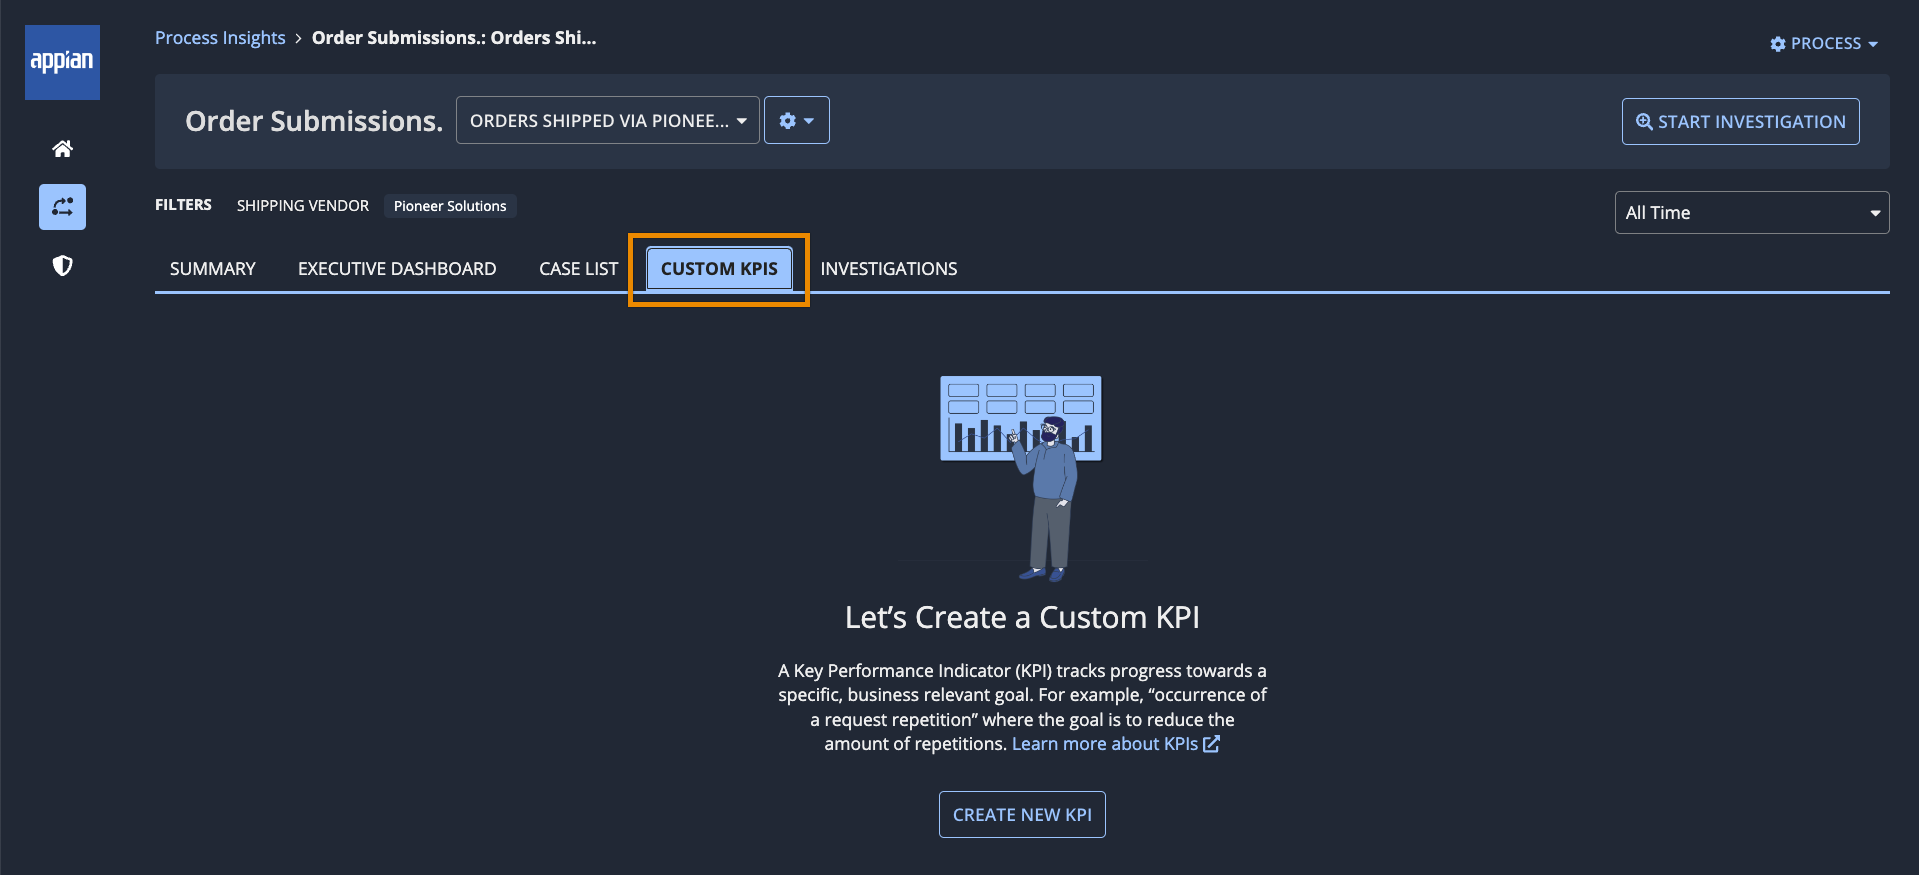 appian
Process Insights > Order Submissions.: Orders Shi...
PROCESS
Order Submissions.
ORDERS SHIPPED VIA PIONEE...
START INVESTIGATION
FILTERS SHIPPING VENDOR Pioneer Solutions
All Time
SUMMARY EXECUTIVE DASHBOARD CASE LIST CUSTOM KPIS INVESTIGATIONS
Let’s Create a Custom KPI
A Key Performance Indicator (KPI) tracks progress towards a
specific, business relevant goal. For example, “occurrence of
a request repetition” where the goal is to reduce the
amount of repetitions. Learn more about KPIs
CREATE NEW KPI